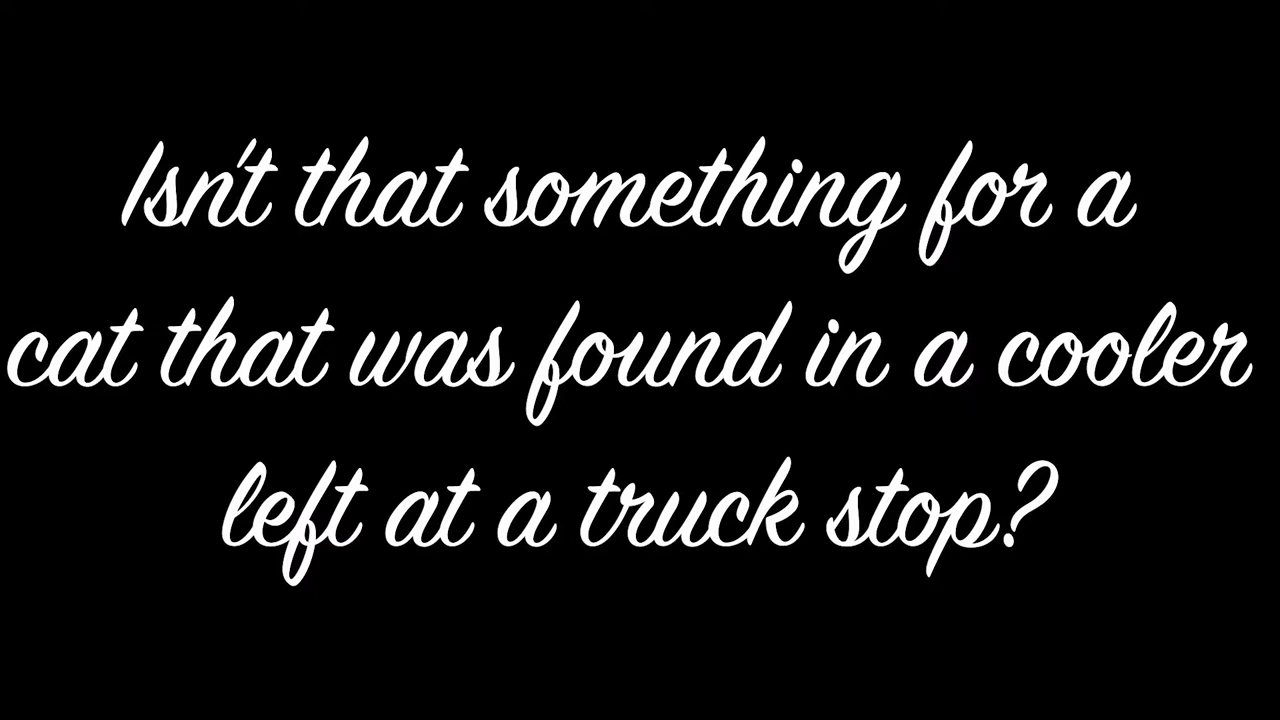 Isn't that something for a
cat that was found in a cooler
left at a truck stop?